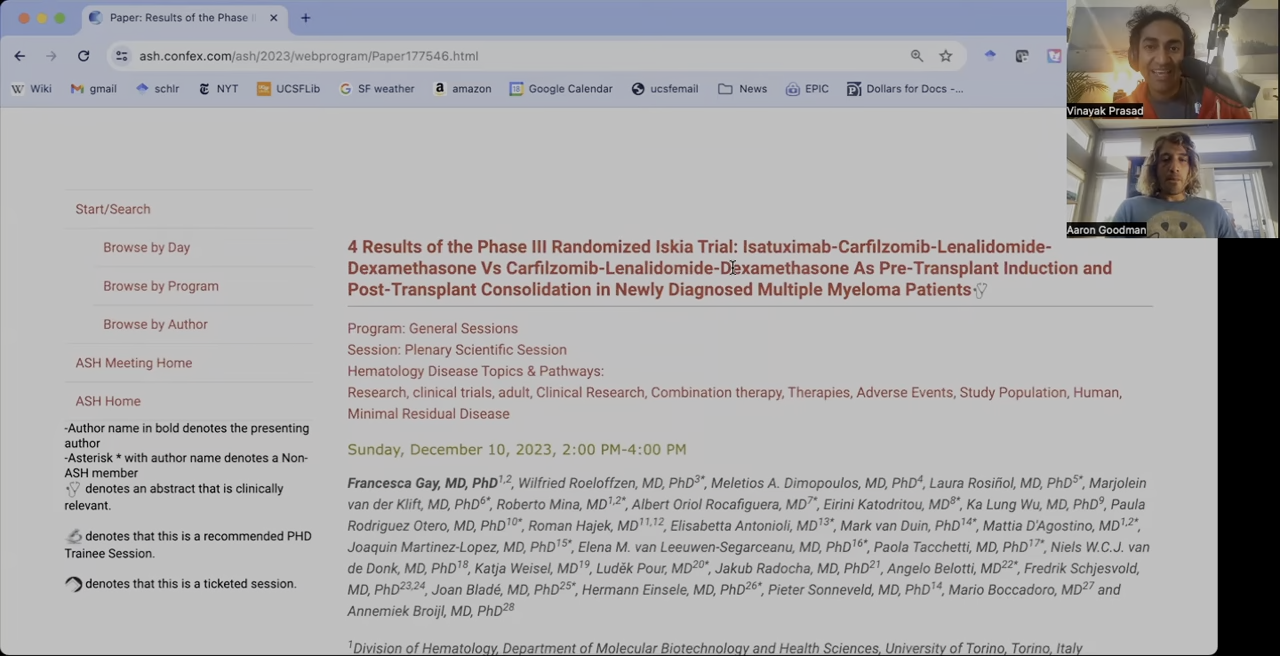 Paper: Results of the Phase II
ash.confex.com/ash/2023/webprogram/Paper177546.html
Wiki gmail schlr NYT UCSFLib SF weather amazon Google Calendar ucsfemail News EPIC Dollars for Docs -...
Vinayak Prasad
Aaron Goodman
Start/Search
Browse by Day
Browse by Program
Browse by Author
ASH Meeting Home
ASH Home
-Author name in bold denotes the presenting
author
-Asterisk * with author name denotes a Non-
ASH member
denotes an abstract that is clinically
relevant.
denotes that this is a recommended PHD
Trainee Session.
denotes that this is a ticketed session.
4 Results of the Phase III Randomized Iskia Trial: Isatuximab-Carfilzomib-Lenalidomide-
Dexamethasone Vs Carfilzomib-Lenalidomide-Dexamethasone As Pre-Transplant Induction and
Post-Transplant Consolidation in Newly Diagnosed Multiple Myeloma Patients
Program: General Sessions
Session: Plenary Scientific Session
Hematology Disease Topics & Pathways:
Research, clinical trials, adult, Clinical Research, Combination therapy, Therapies, Adverse Events, Study Population, Human,
Minimal Residual Disease
Sunday, December 10, 2023, 2:00 PM-4:00 PM
Francesca Gay, MD, PhD1,2, Wilfried Roeloffzen, MD, PhD3*, Meletios A. Dimopoulos, MD, PhD4, Laura Rosiñol, MD, PhD5*, Marjolein
van der Klift, MD, PhD6*, Roberto Mina, MD1,2*, Albert Oriol Rocafiguera, MD7*, Eirini Katodritou, MD8*, Ka Lung Wu, MD, PhD9, Paula
Rodriguez Otero, MD, PhD10*, Roman Hajek, MD11,12, Elisabetta Antonioli, MD13*, Mark van Duin, PhD14*, Mattia D'Agostino, MD1,2*,
Joaquin Martinez-Lopez, MD, PhD15*, Elena M. van Leeuwen-Segarceanu, MD, PhD16*, Paola Tacchetti, MD, PhD17*, Niels W.C.J. van
de Donk, MD, PhD18, Katja Weisel, MD19, Luděk Pour, MD20*, Jakub Radocha, MD, PhD21, Angelo Belotti, MD22*, Fredrik Schjesvold,
MD, PhD23,24, Joan Bladé, MD, PhD25*, Hermann Einsele, MD, PhD26*, Pieter Sonneveld, MD, PhD14, Mario Boccadoro, MD27 and
Annemiek Broijl, MD, PhD28
1Division of Hematology, Department of Molecular Biotechnology and Health Sciences, University of Torino, Torino, Italy